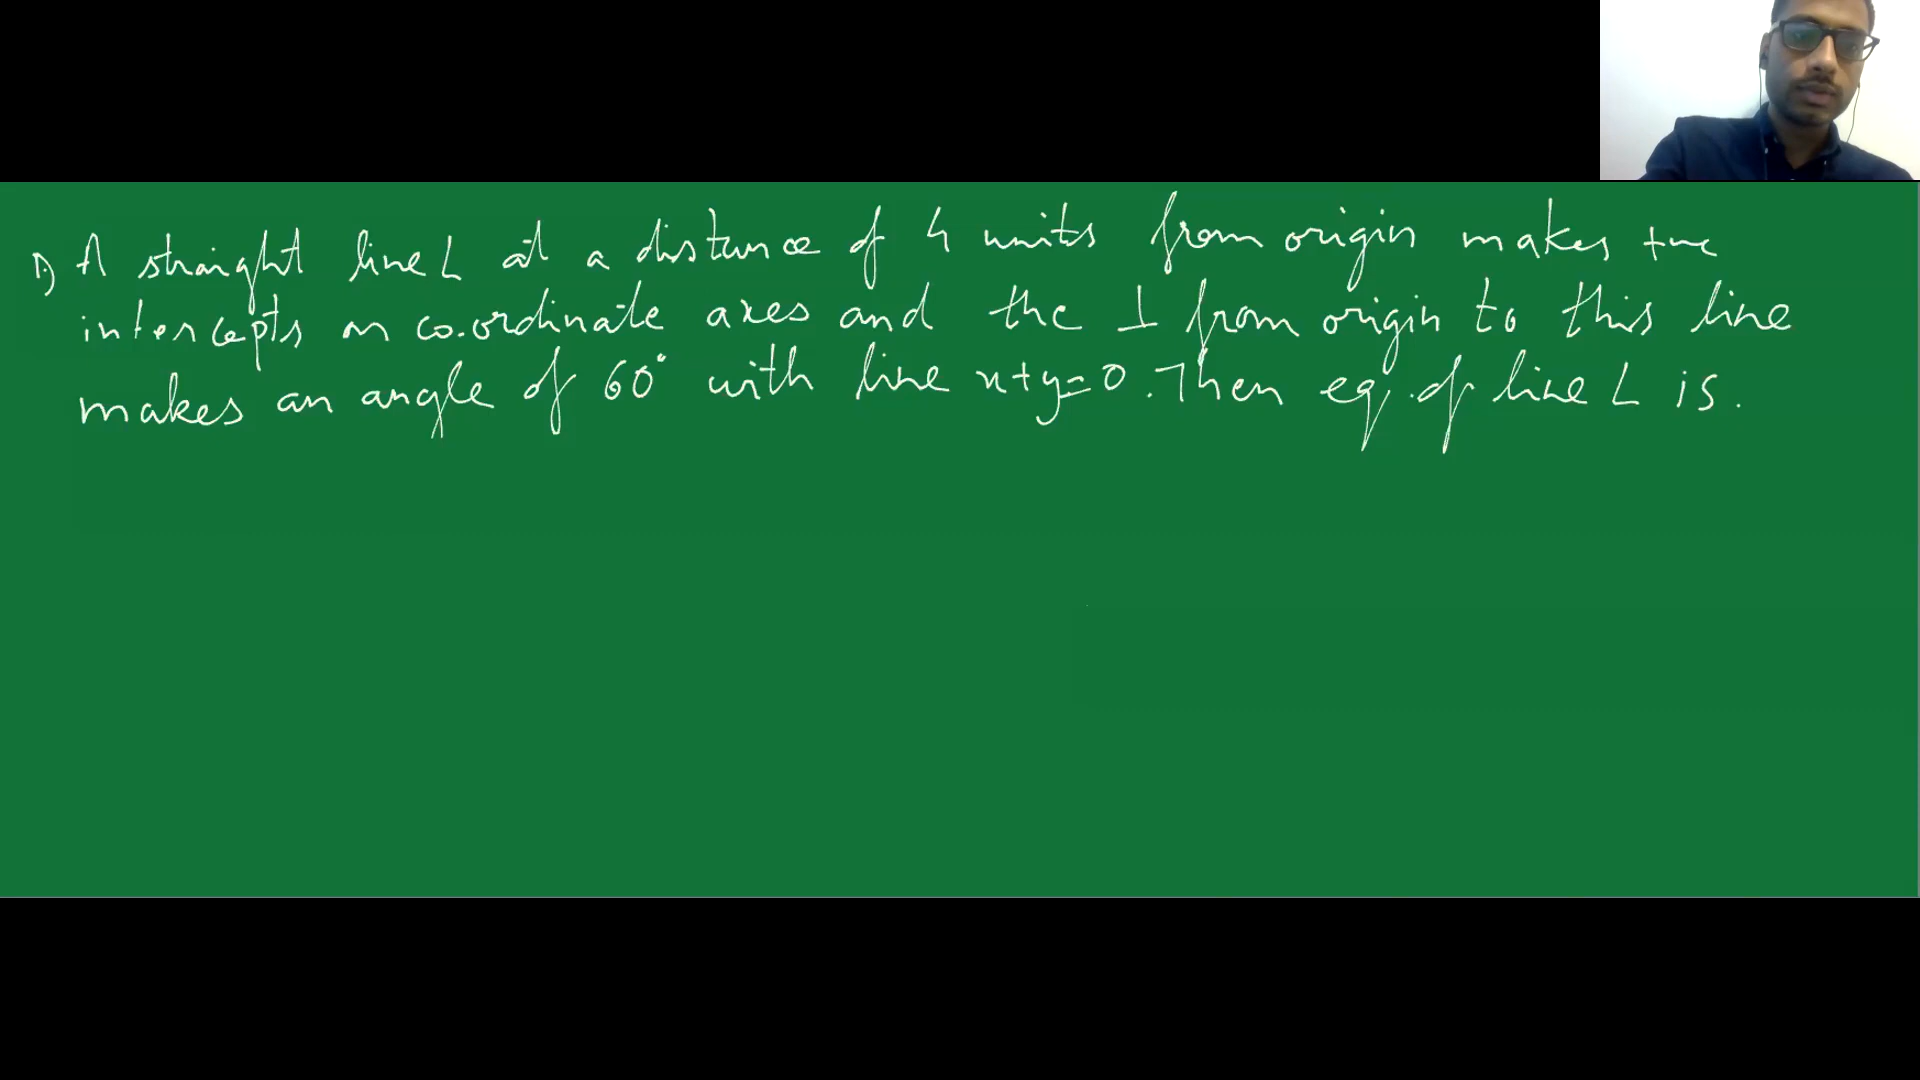 1) A straight line L at a distance of 4 units from origin makes +ve
intercepts on co.ordinate axes and the ⊥ from origin to this line
makes an angle of 60° with line x+y=0. Then eq. of line L is.